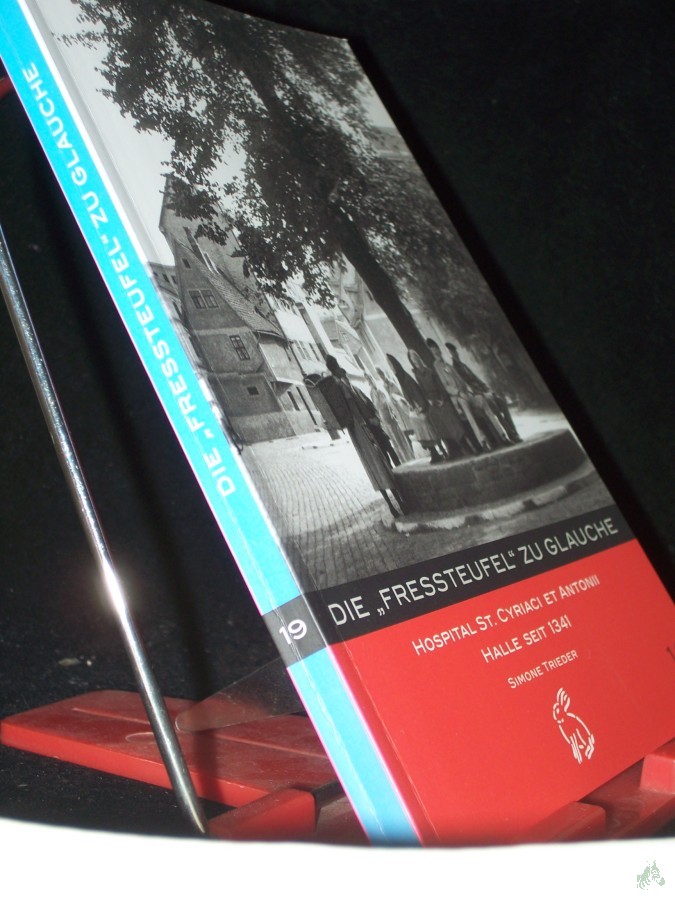 DIE „FRESSTEUFEL“ ZU GLAUCHE
19
DIE „FRESSTEUFEL“ ZU GLAUCHE
HOSPITAL ST. CYRIACI ET ANTONII
HALLE SEIT 1341
SIMONE TRIEDER